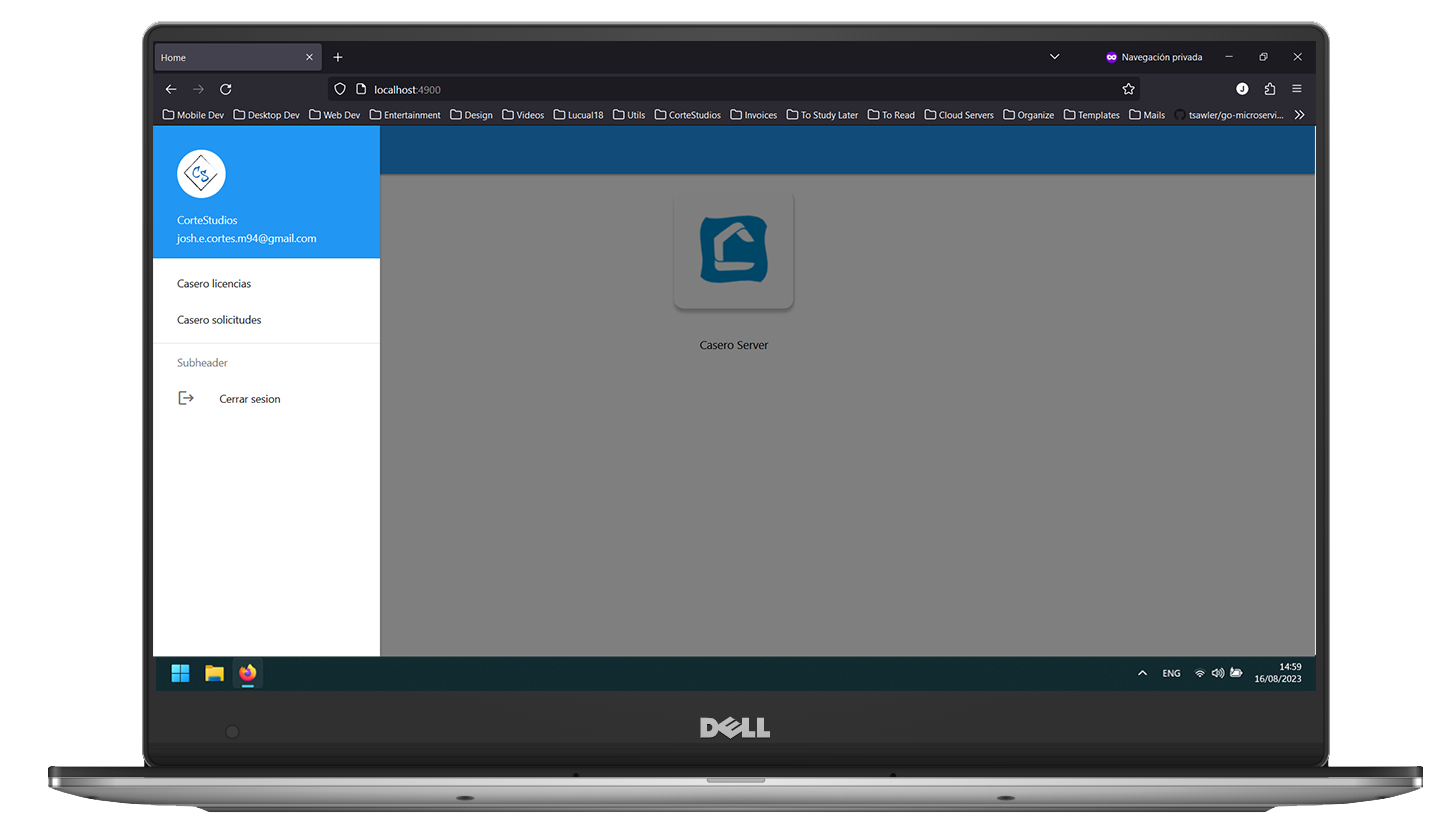 Home
Navegación privada
localhost:4900
J
Mobile Dev Desktop Dev Web Dev Entertainment Design Videos Lucual18 Utils CorteStudios Invoices To Study Later To Read Cloud Servers Organize Templates Mails tsawler/go-microservi...
CS
CorteStudios
josh.e.cortes.m94@gmail.com
Casero licencias
Casero solicitudes
Subheader
Cerrar sesion
Casero Server
ENG
14:59
16/08/2023
DELL